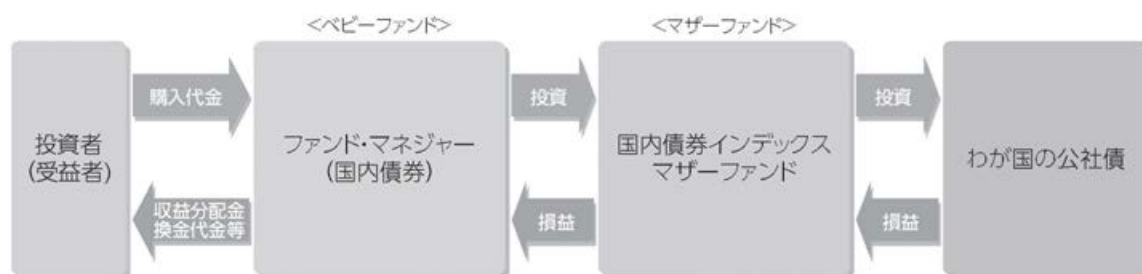 <ベビーファンド>
<マザーファンド>
投資者
(受益者)
購入代金
収益分配金
換金代金等
ファンド・マネジャー
(国内債券)
投資
損益
国内債券インデックス
マザーファンド
投資
損益
わが国の公社債